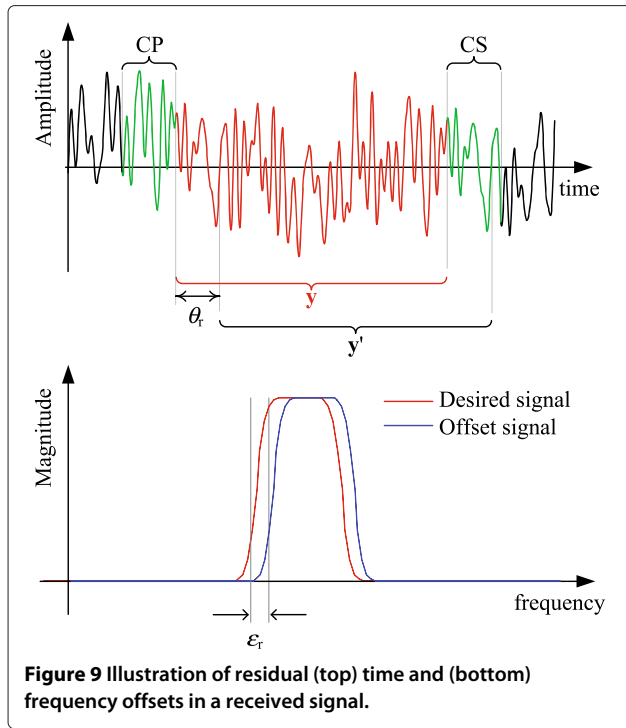 CP
CS
Amplitude
time
y
θr
y'
Magnitude
Desired signal
Offset signal
frequency
εr
Figure 9 Illustration of residual (top) time and (bottom)
frequency offsets in a received signal.